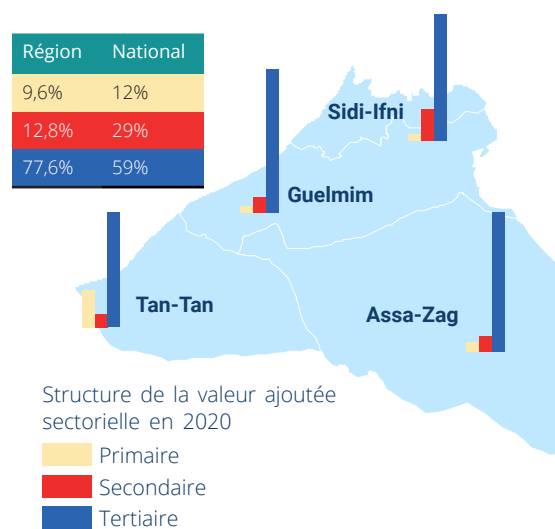 Région National
9,6% 12%
12,8% 29%
77,6% 59%
Sidi-Ifni
Guelmim
Tan-Tan
Assa-Zag
Structure de la valeur ajoutée
sectorielle en 2020
Primaire
Secondaire
Tertiaire